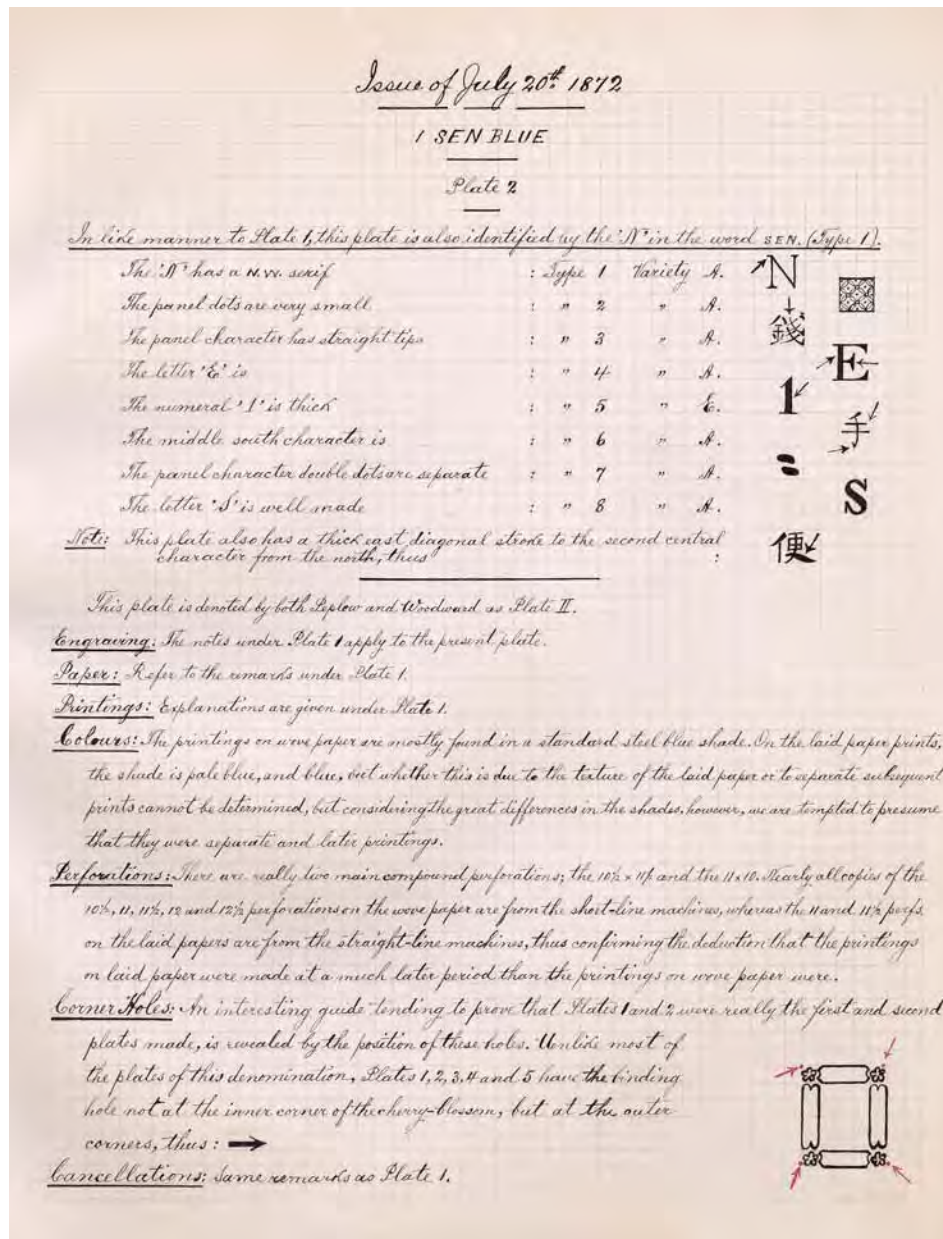 Issue of July 20th 1872
1 SEN BLUE
Plate 2
In like manner to Plate 1, this plate is also identified by the 'N' in the word SEN. (Type 1).
The 'N' has a N.W. serif : Type 1 Variety A. N
The panel dots are very small : " 2 " A.
The panel character has straight tips : " 3 " A. 錢
The letter 'E' is : " 4 " A. E
The numeral '1' is thick : " 5 " E. 1
The middle south character is : " 6 " A. 手
The panel character double dots are separate : " 7 " A.
The letter 'S' is well made : " 8 " A. S
Note: This plate also has a thick east diagonal stroke to the second central
character from the north, thus : 便
This plate is denoted by both Peplow and Woodward as Plate II.
Engraving: The notes under Plate 1 apply to the present plate.
Paper: Refer to the remarks under Plate 1.
Printings: Explanations are given under Plate 1.
Colours: The printings on wove paper are mostly found in a standard steel blue shade. On the laid paper prints,
the shade is pale blue, and blue, but whether this is due to the texture of the laid paper or to separate subsequent
prints cannot be determined, but considering the great differences in the shades, however, we are tempted to presume
that they were separate and later printings.
Perforations: There are really two main compound perforations; the 10½ x 11½ and the 11 x 10. Nearly all copies of the
10½, 11, 11½, 12 and 12½ perforations on the wove paper are from the short-line machines, whereas the 11 and 11½ perfs.
on the laid papers are from the straight-line machines, thus confirming the deduction that the printings
on laid paper were made at a much later period than the printings on wove paper were.
Corner Holes: An interesting guide tending to prove that Plates 1 and 2 were really the first and second
plates made, is revealed by the position of these holes. Unlike most of
the plates of this denomination, Plates 1, 2, 3, 4 and 5 have the binding
hole not at the inner corner of the cherry-blossom, but at the outer
corners, thus :
Cancellations: Same remarks as Plate 1.